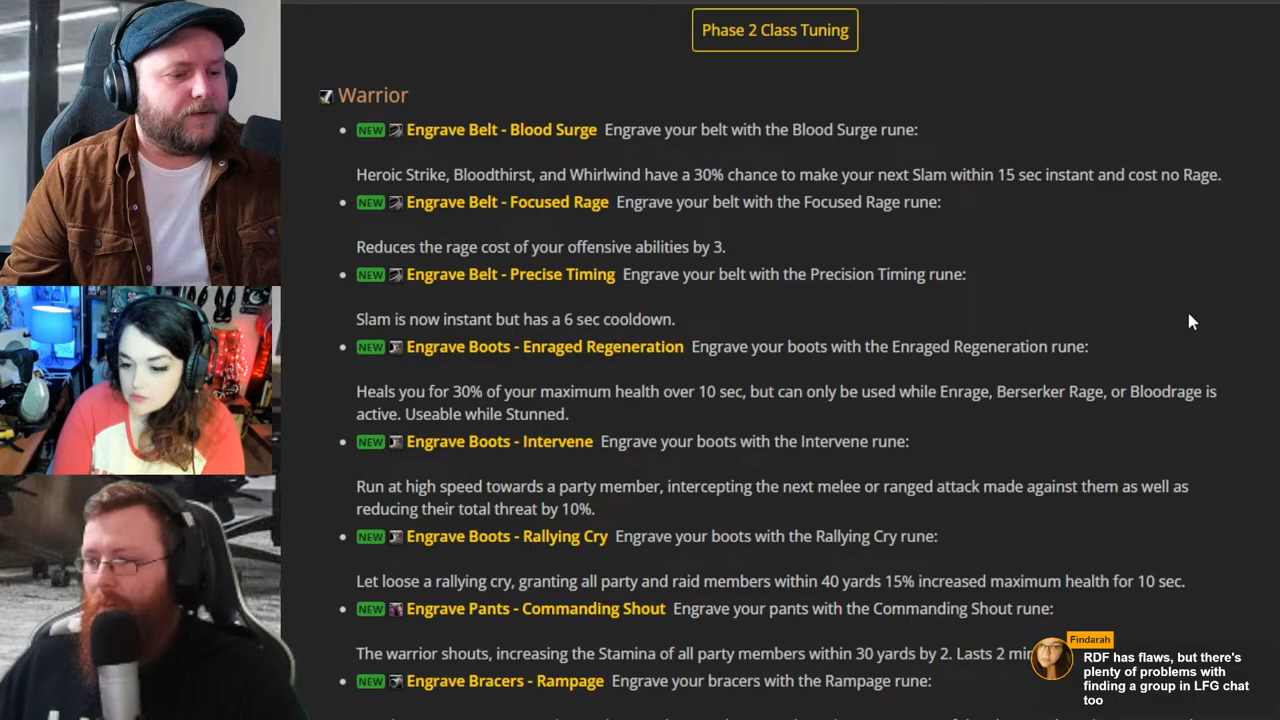 Phase 2 Class Tuning
Warrior
NEW Engrave Belt - Blood Surge Engrave your belt with the Blood Surge rune:
Heroic Strike, Bloodthirst, and Whirlwind have a 30% chance to make your next Slam within 15 sec instant and cost no Rage.
NEW Engrave Belt - Focused Rage Engrave your belt with the Focused Rage rune:
Reduces the rage cost of your offensive abilities by 3.
NEW Engrave Belt - Precise Timing Engrave your belt with the Precision Timing rune:
Slam is now instant but has a 6 sec cooldown.
NEW Engrave Boots - Enraged Regeneration Engrave your boots with the Enraged Regeneration rune:
Heals you for 30% of your maximum health over 10 sec, but can only be used while Enrage, Berserker Rage, or Bloodrage is
active. Useable while Stunned.
NEW Engrave Boots - Intervene Engrave your boots with the Intervene rune:
Run at high speed towards a party member, intercepting the next melee or ranged attack made against them as well as
reducing their total threat by 10%.
NEW Engrave Boots - Rallying Cry Engrave your boots with the Rallying Cry rune:
Let loose a rallying cry, granting all party and raid members within 40 yards 15% increased maximum health for 10 sec.
NEW Engrave Pants - Commanding Shout Engrave your pants with the Commanding Shout rune:
The warrior shouts, increasing the Stamina of all party members within 30 yards by 2. Lasts 2 min
NEW Engrave Bracers - Rampage Engrave your bracers with the Rampage rune:
Findarah
RDF has flaws, but there's
plenty of problems with
finding a group in LFG chat
too